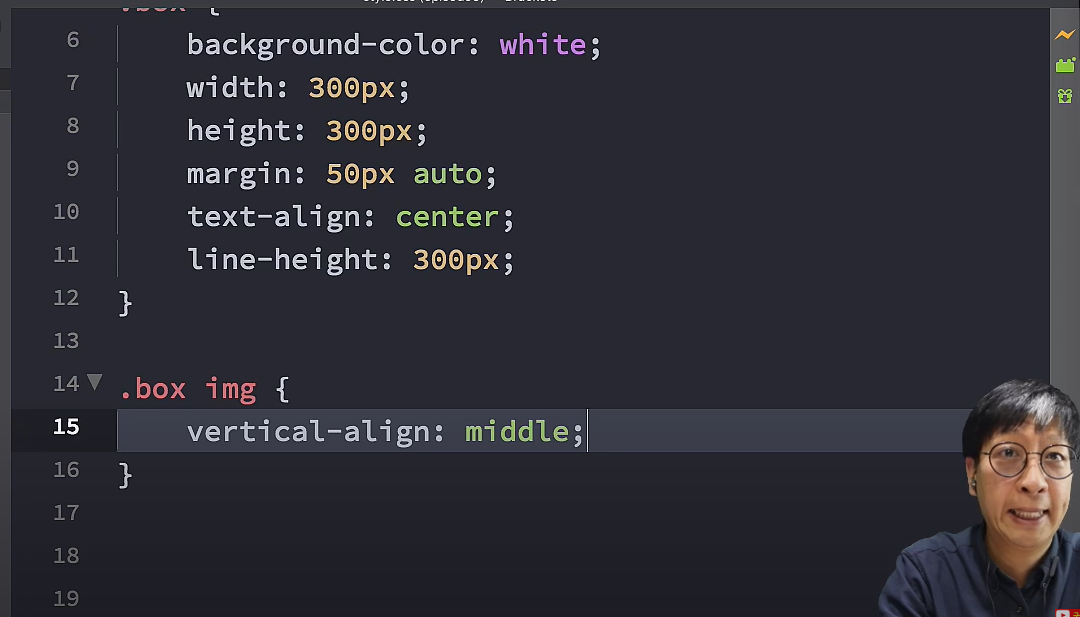 .box {
6 background-color: white;
7 width: 300px;
8 height: 300px;
9 margin: 50px auto;
10 text-align: center;
11 line-height: 300px;
12 }
13
14 .box img {
15 vertical-align: middle;
16 }
17
18
19